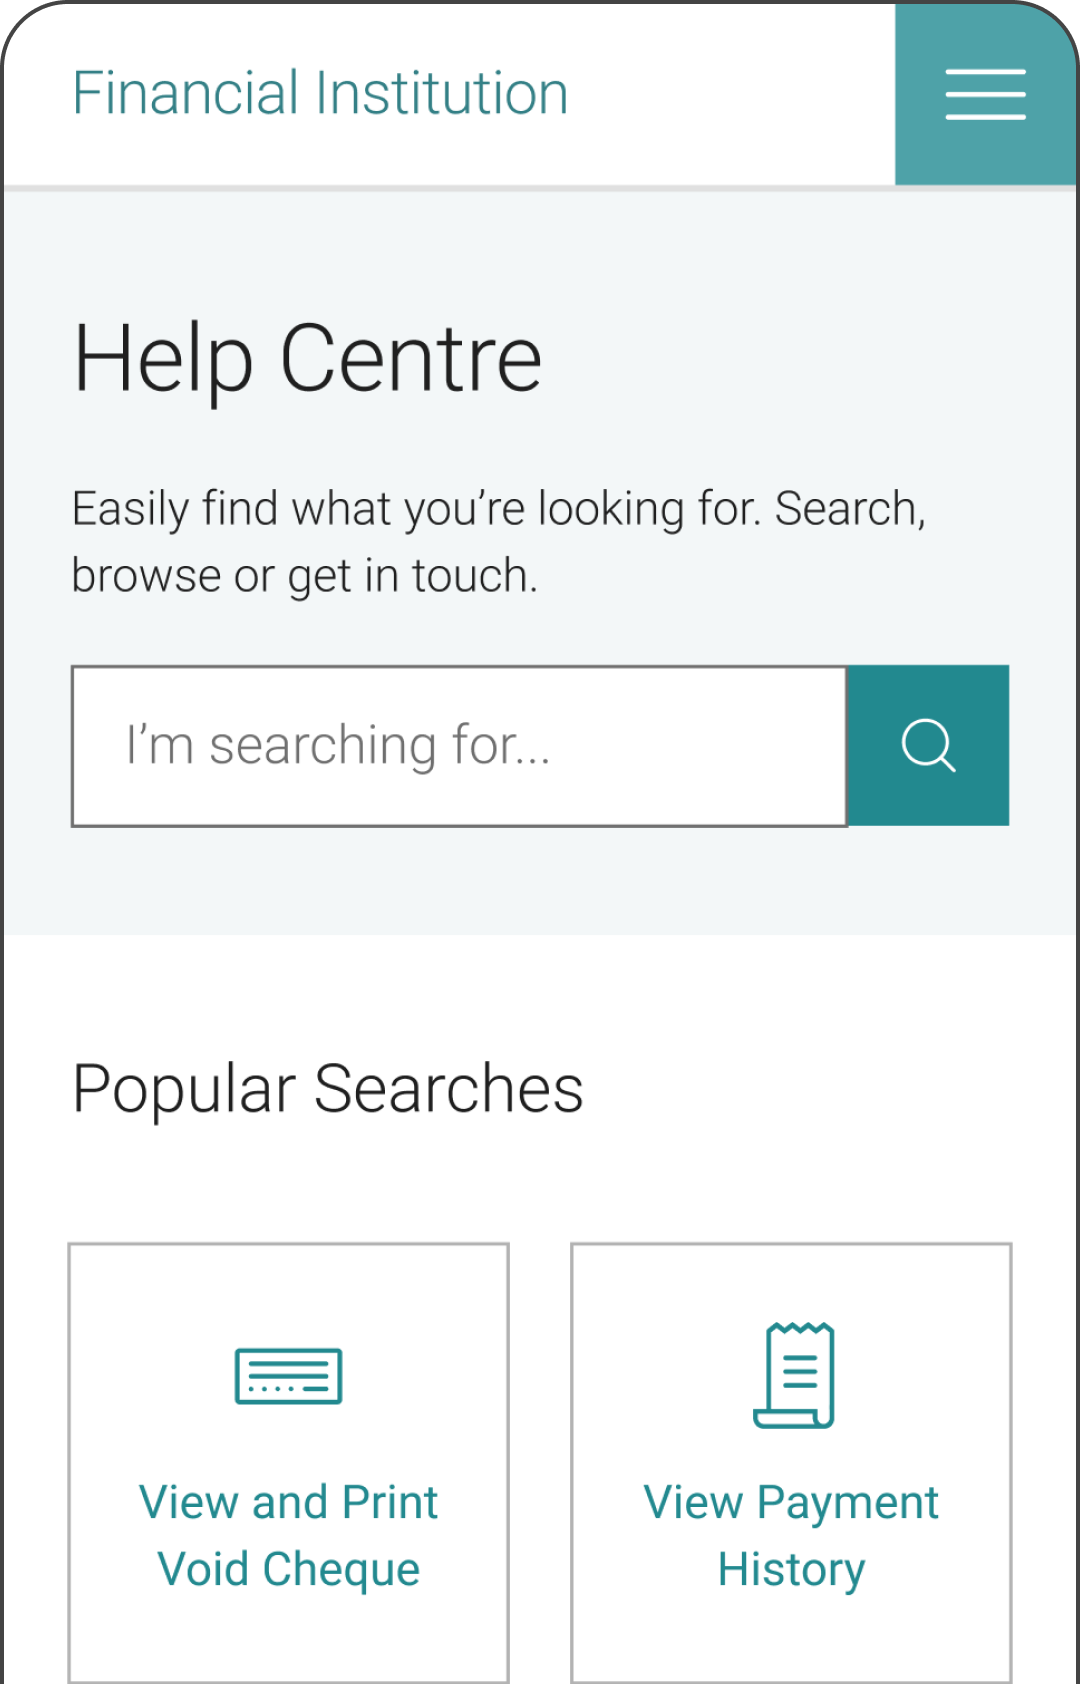 Financial Institution
Help Centre
Easily find what you’re looking for. Search,
browse or get in touch.
I’m searching for...
Popular Searches
View and Print
Void Cheque
View Payment
History